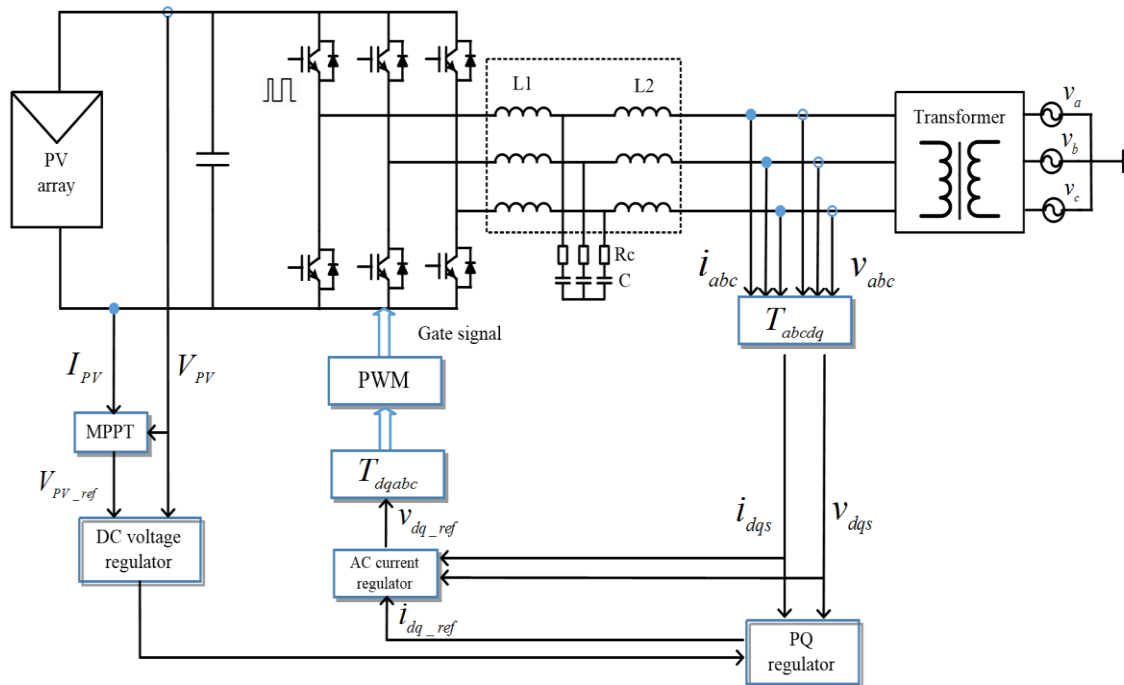 L1
L2
PV
array
Transformer
v_a
v_b
v_c
Rc
C
i_abc
v_abc
T_abcdq
Gate signal
PWM
I_PV
V_PV
MPPT
V_PV_ref
T_dqabc
v_dq_ref
i_dqs
v_dqs
DC voltage
regulator
AC current
regulator
i_dq_ref
PQ
regulator